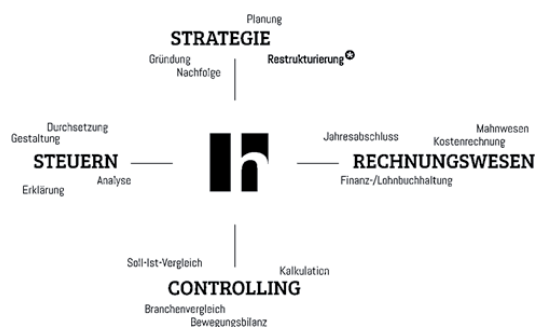 Planung
STRATEGIE
Gründung
Restrukturierung
Nachfolge
Durchsetzung
Gestaltung
STEUERN
Analyse
Erklärung
lh
Mahnwesen
Jahresabschluss
Kostenrechnung
RECHNUNGSWESEN
Finanz-/Lohnbuchhaltung
Soll-Ist-Vergleich
Kalkulation
CONTROLLING
Branchenvergleich
Bewegungsbilanz